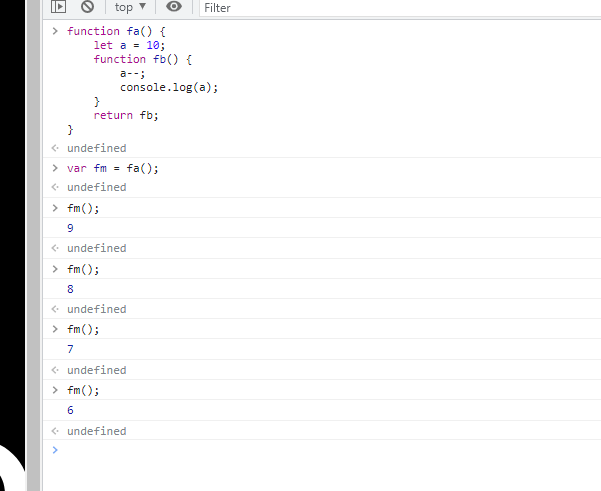 top ▼ Filter
> function fa() {
    let a = 10;
    function fb() {
        a--;
        console.log(a);
    }
    return fb;
}
<· undefined
> var fm = fa();
<· undefined
> fm();
9
<· undefined
> fm();
8
<· undefined
> fm();
7
<· undefined
> fm();
6
<· undefined
>